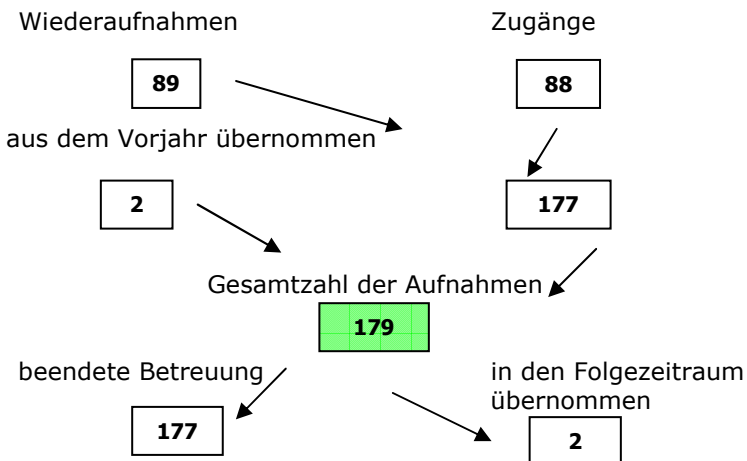 Wiederaufnahmen
Zugänge
89
88
aus dem Vorjahr übernommen
2
177
Gesamtzahl der Aufnahmen
179
beendete Betreuung
in den Folgezeitraum
übernommen
177
2